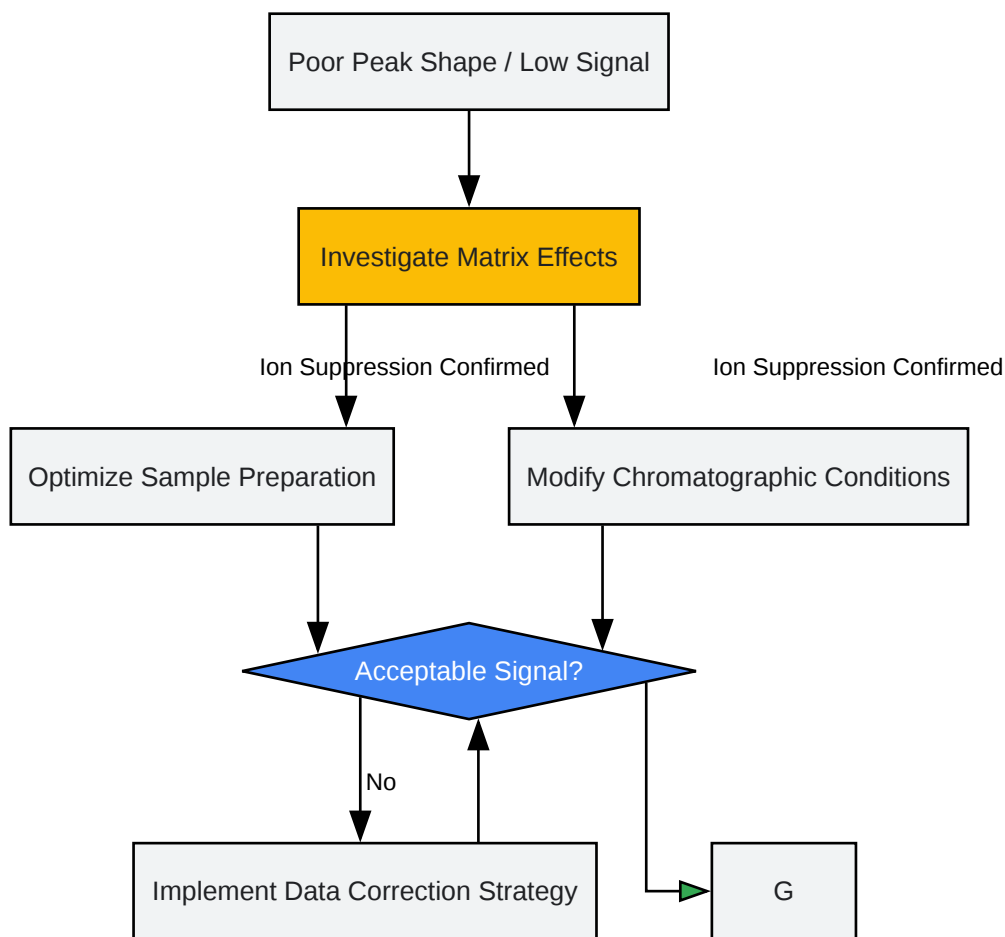 Poor Peak Shape / Low Signal
Investigate Matrix Effects
Ion Suppression Confirmed
Ion Suppression Confirmed
Optimize Sample Preparation
Modify Chromatographic Conditions
Acceptable Signal?
No
Implement Data Correction Strategy
G